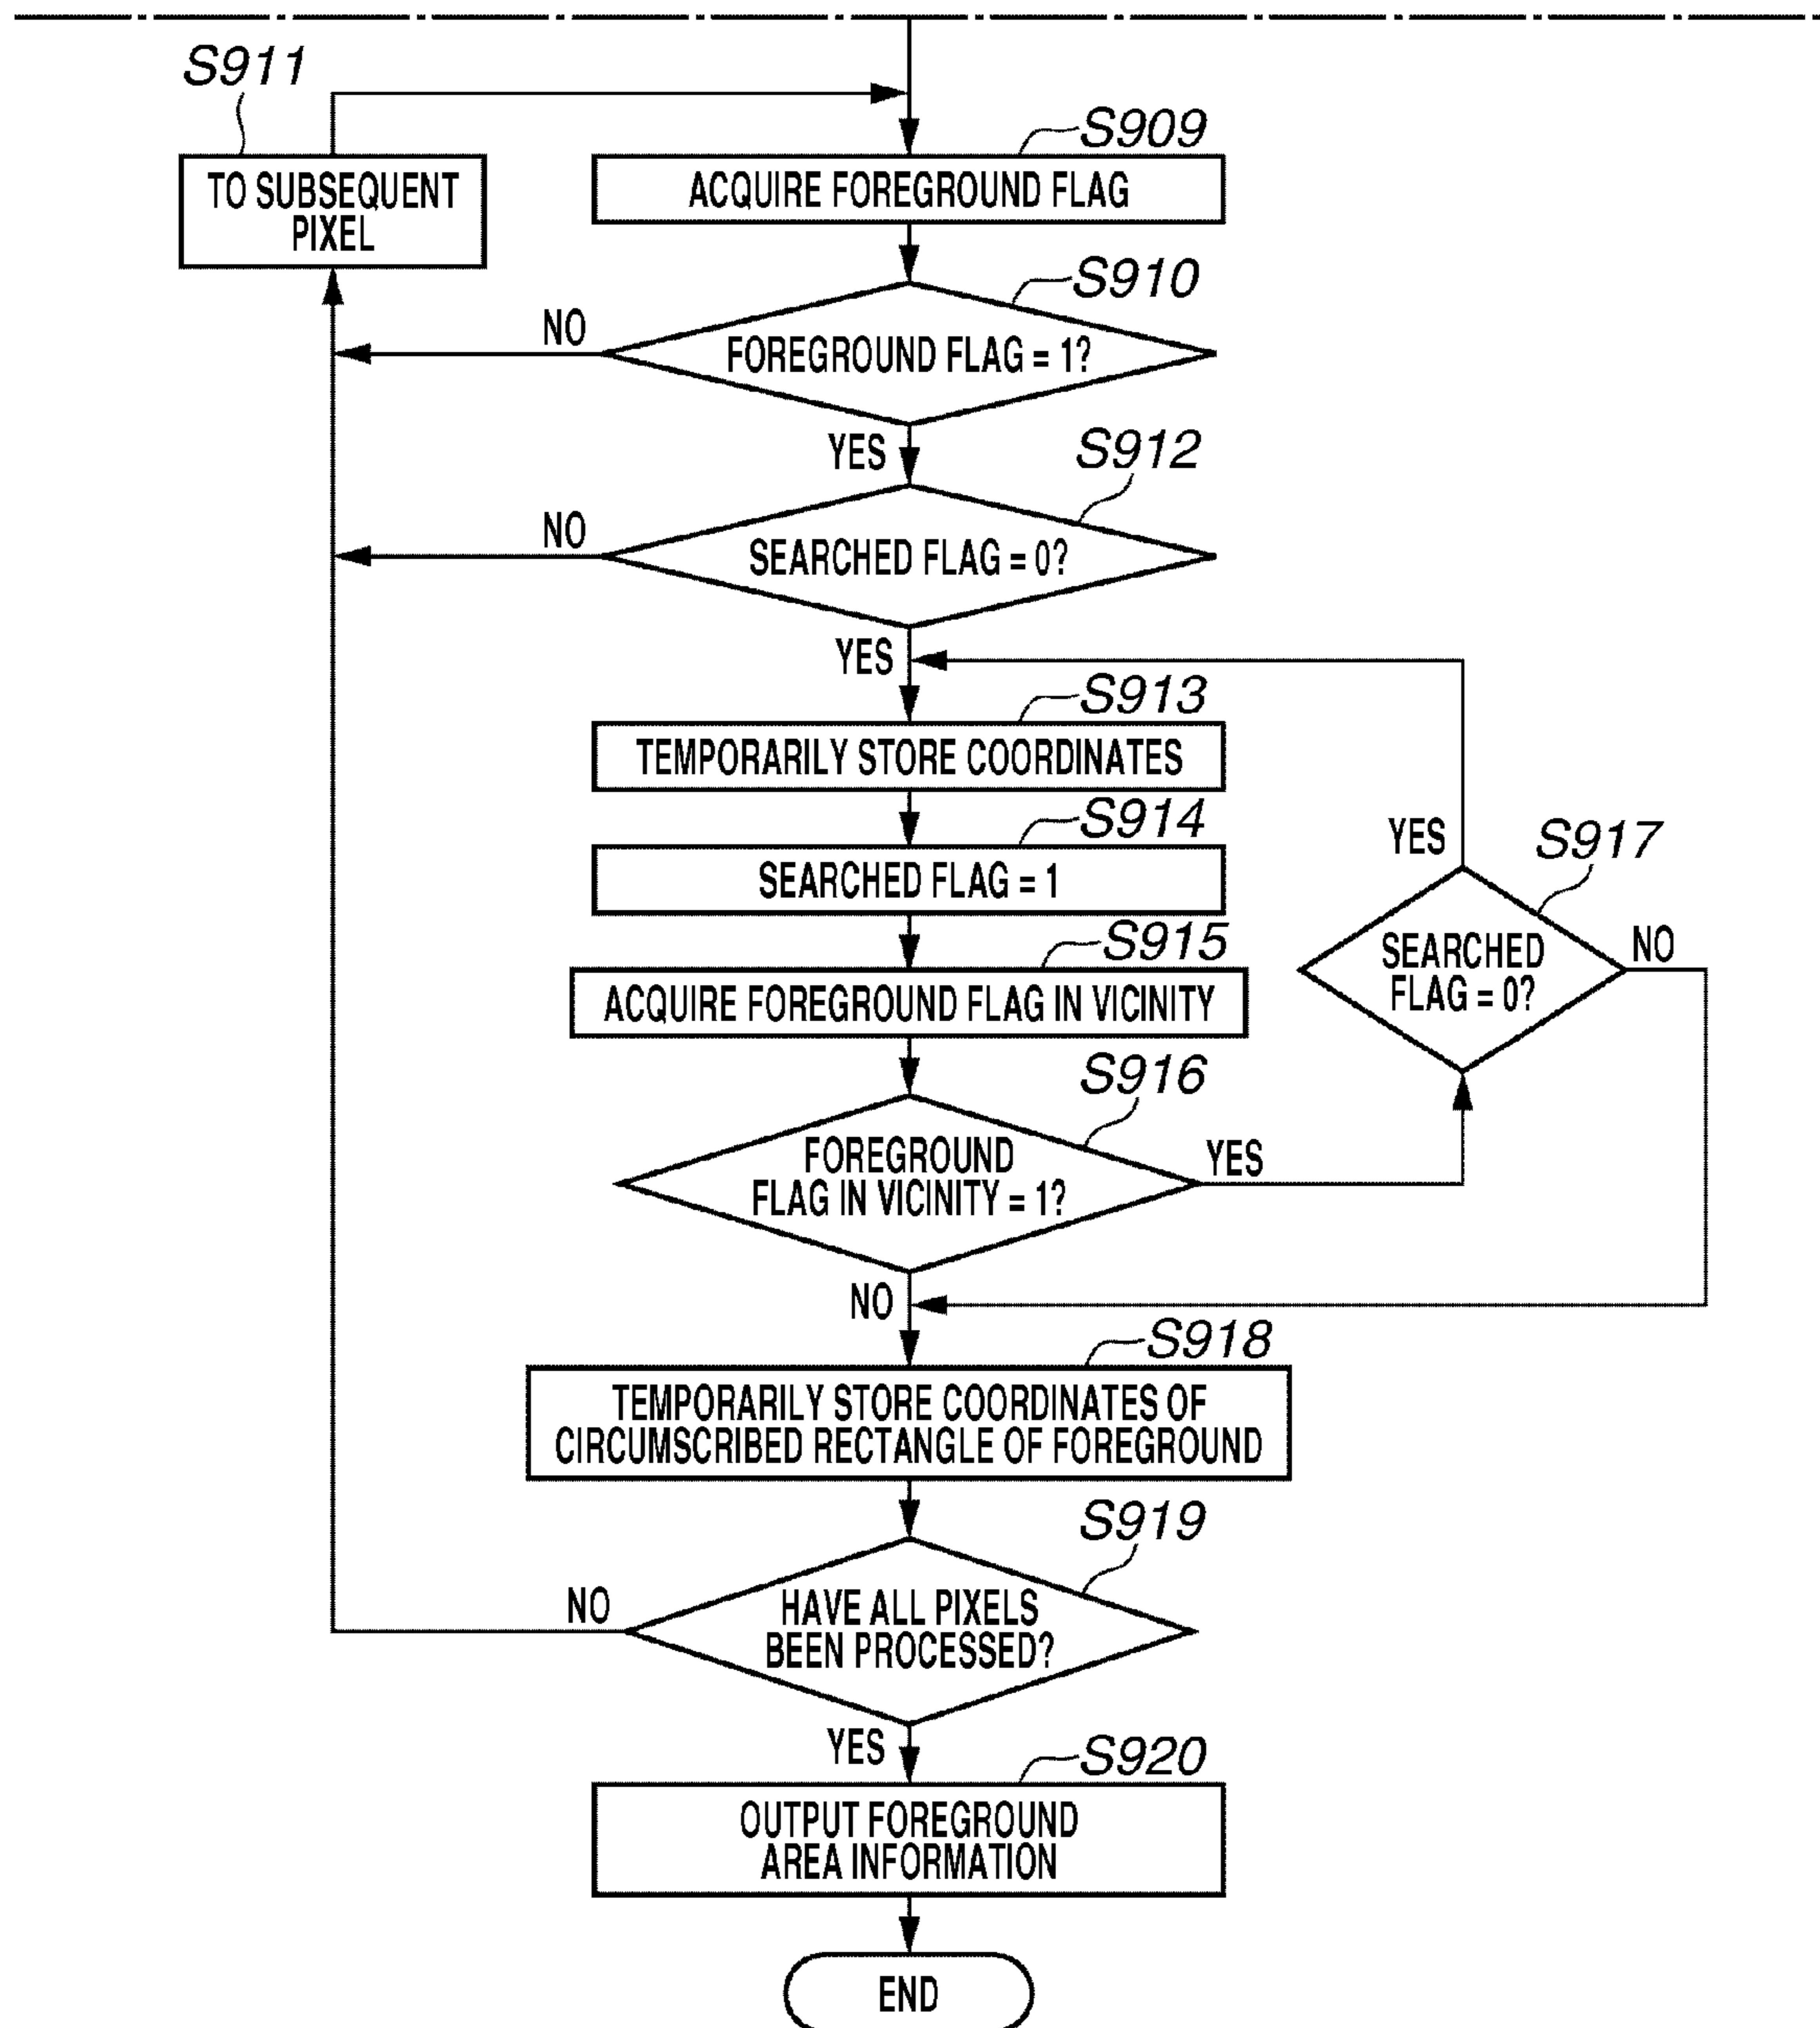 S911
TO SUBSEQUENT
PIXEL
S909
ACQUIRE FOREGROUND FLAG
S910
FOREGROUND FLAG = 1?
NO
YES
S912
SEARCHED FLAG = 0?
NO
YES
S913
TEMPORARILY STORE COORDINATES
S914
SEARCHED FLAG = 1
S915
ACQUIRE FOREGROUND FLAG IN VICINITY
S916
FOREGROUND
FLAG IN VICINITY = 1?
YES
S917
SEARCHED
FLAG = 0?
YES
NO
NO
S918
TEMPORARILY STORE COORDINATES OF
CIRCUMSCRIBED RECTANGLE OF FOREGROUND
S919
HAVE ALL PIXELS
BEEN PROCESSED?
NO
YES
S920
OUTPUT FOREGROUND
AREA INFORMATION
END